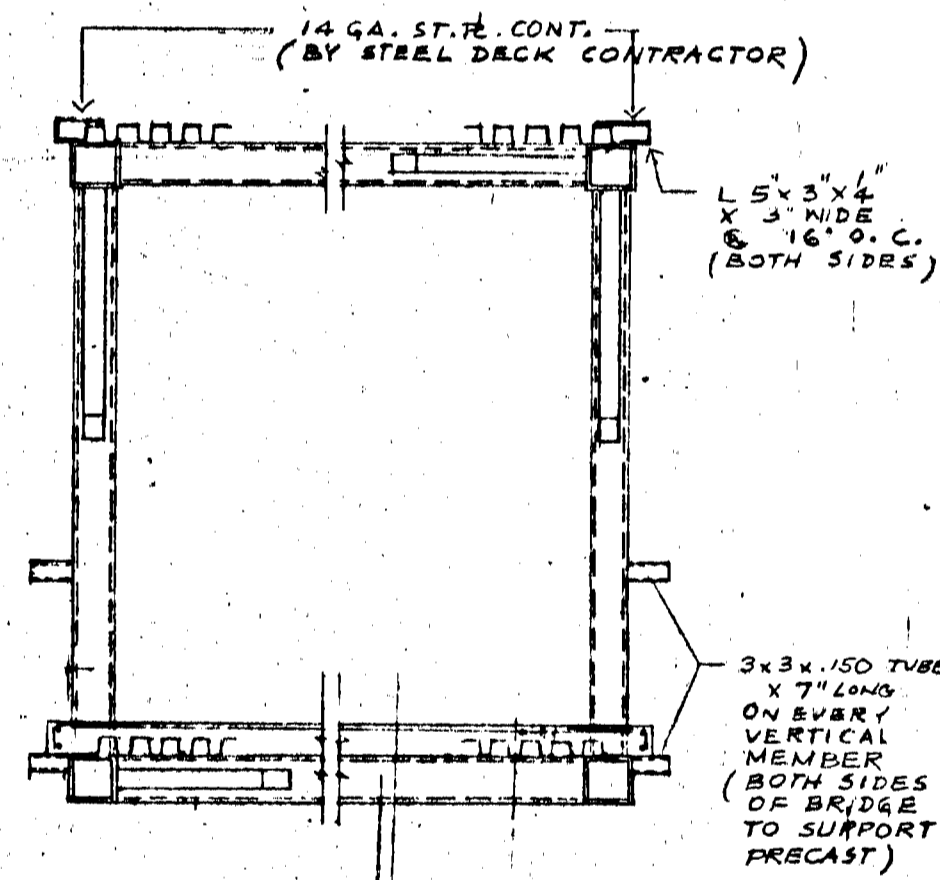 14 GA. ST. PL. CONT.
(BY STEEL DECK CONTRACTOR)
L 5" x 3" x 1/4"
X 3" WIDE
@ 16" O.C.
(BOTH SIDES)
3 x 3 x .150 TUBE
X 7" LONG
ON EVERY
VERTICAL
MEMBER
(BOTH SIDES
OF BRIDGE
TO SUPPORT
PRECAST)